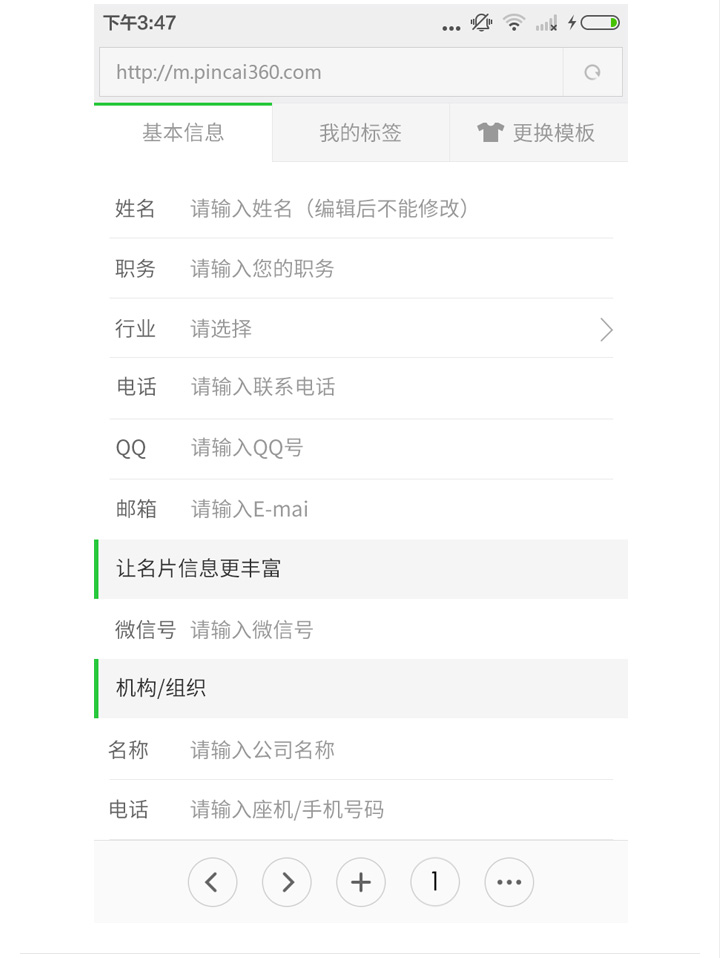 下午3:47
http://m.pincai360.com
基本信息 我的标签 更换模板
姓名 请输入姓名（编辑后不能修改）
职务 请输入您的职务
行业 请选择
电话 请输入联系电话
QQ 请输入QQ号
邮箱 请输入E-mai
让名片信息更丰富
微信号 请输入微信号
机构/组织
名称 请输入公司名称
电话 请输入座机/手机号码
1